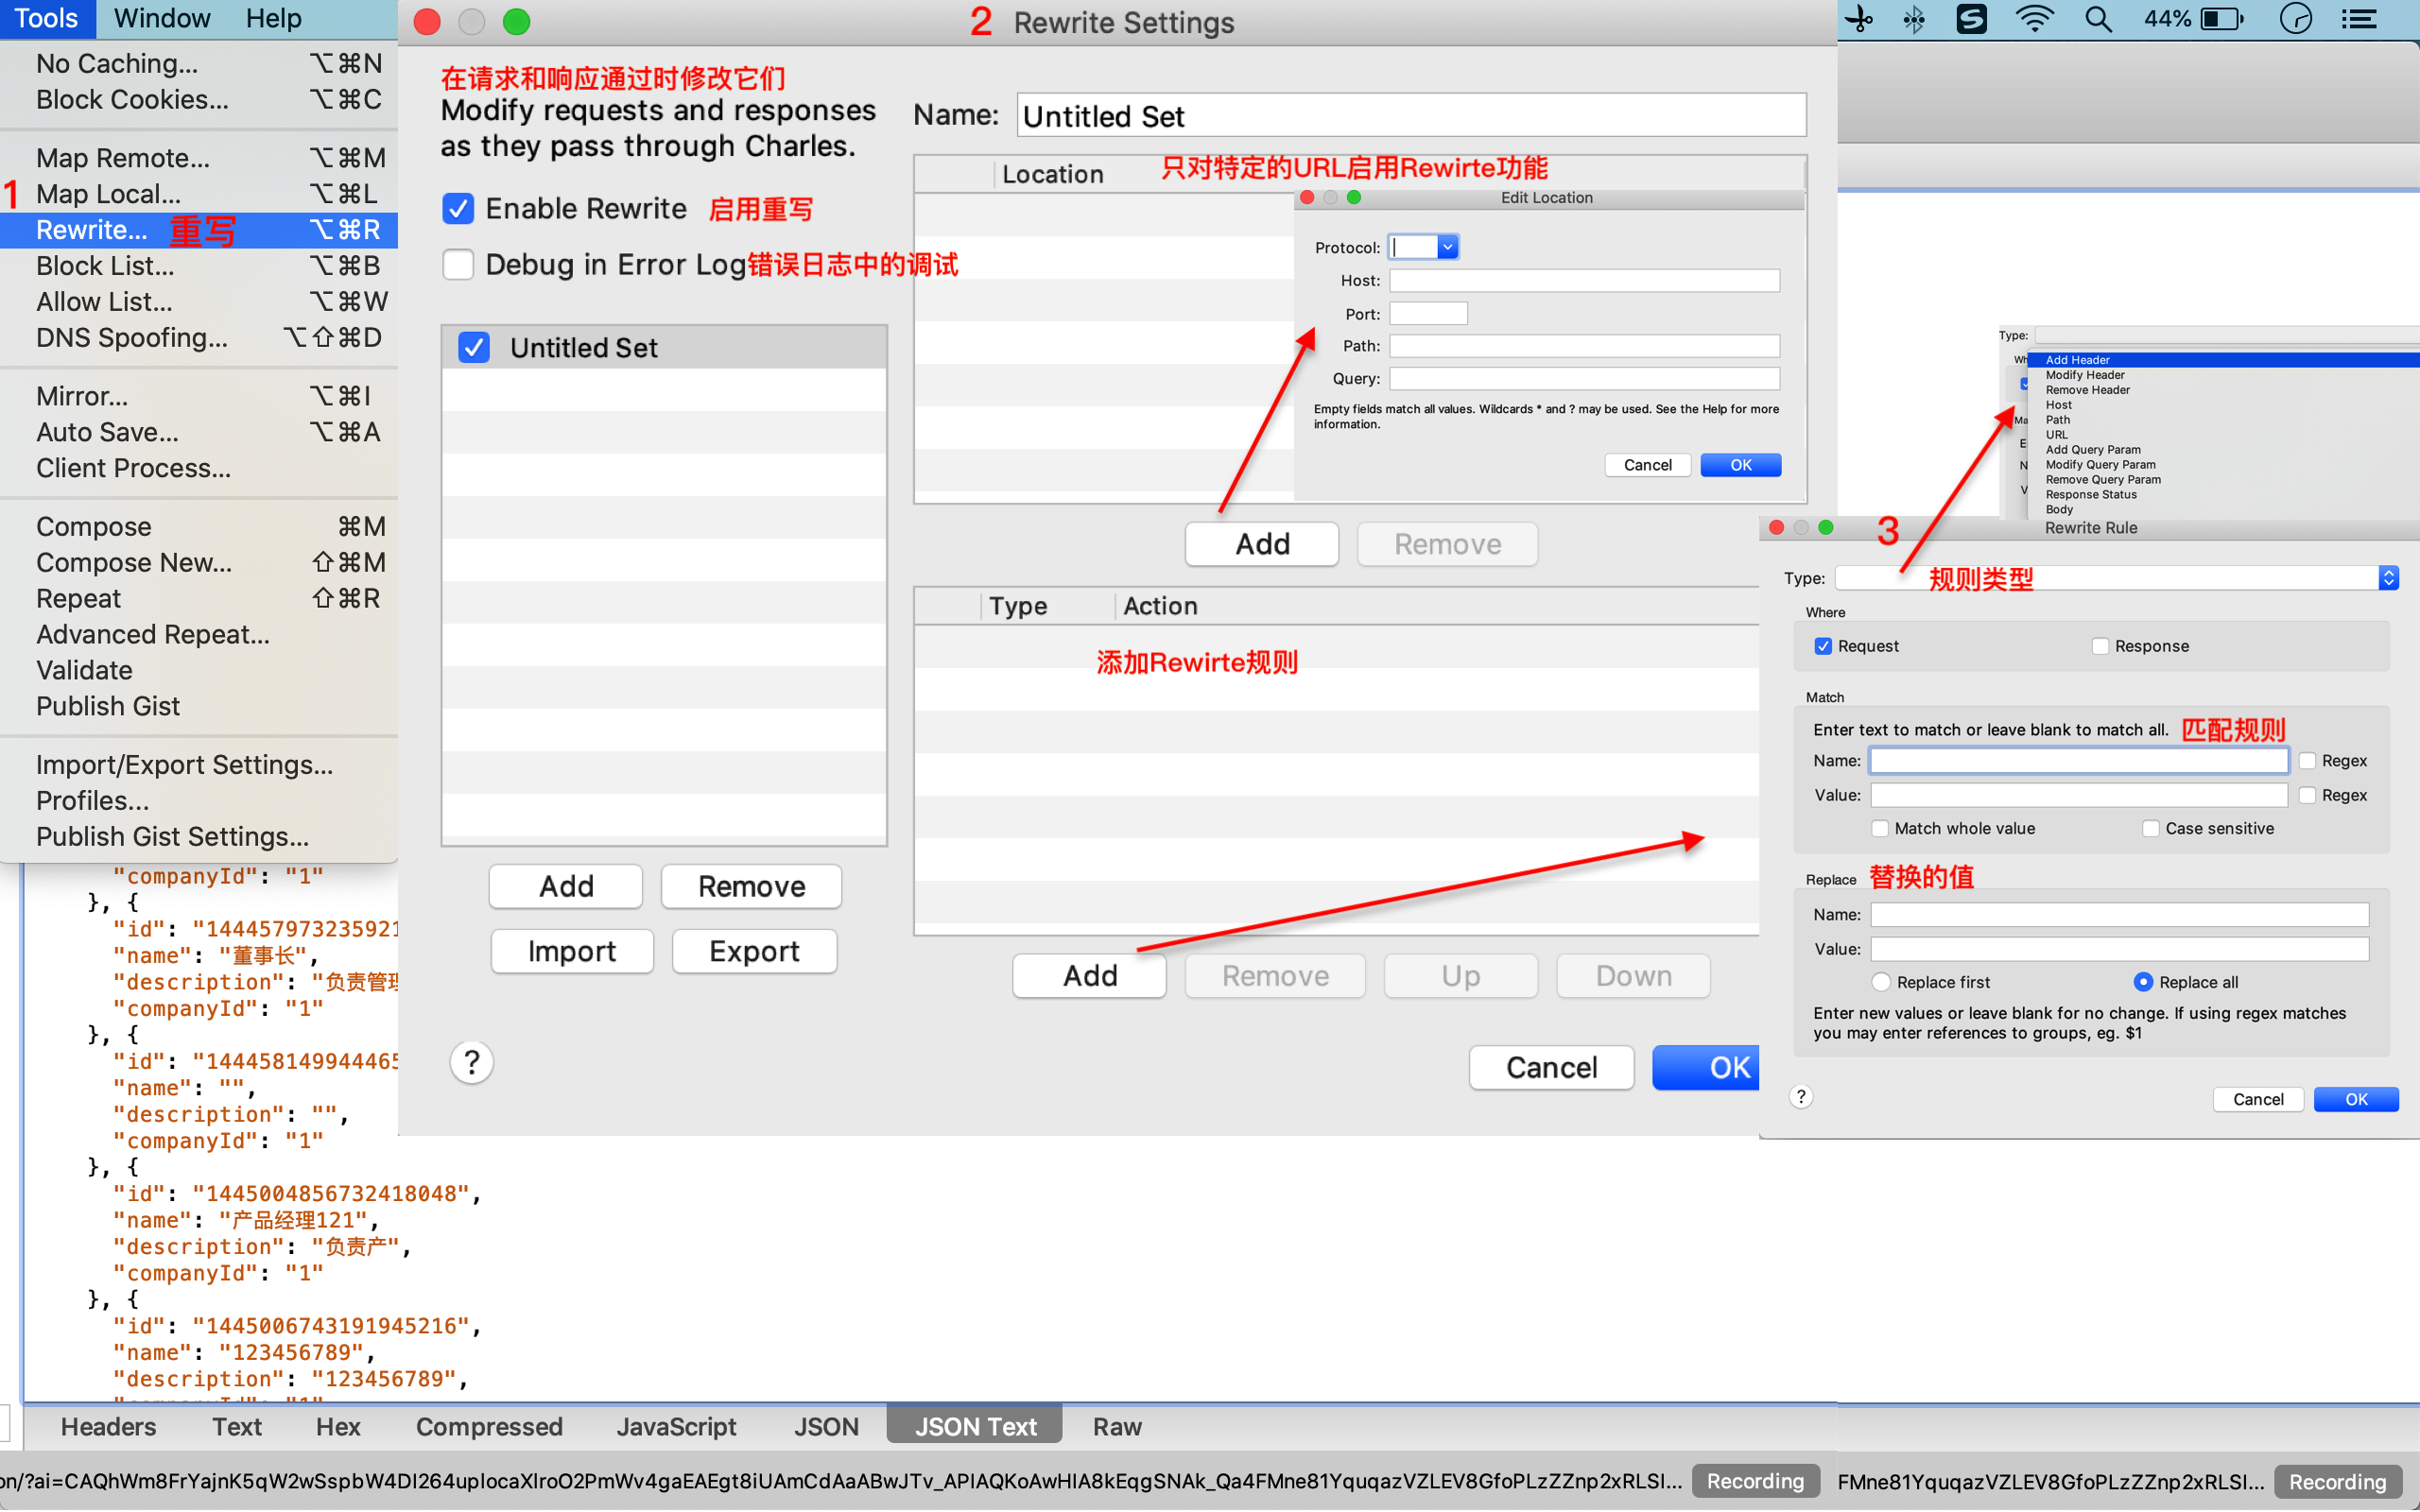 Tools Window Help
No Caching... ⌥⌘N
Block Cookies... ⌥⌘C
Map Remote... ⌥⌘M
1 Map Local... ⌥⌘L
Rewrite... 重写 ⌥⌘R
Block List... ⌥⌘B
Allow List... ⌥⌘W
DNS Spoofing... ⌥⇧⌘D
Mirror... ⌥⌘I
Auto Save... ⌥⌘A
Client Process...
Compose ⌘M
Compose New... ⇧⌘M
Repeat ⇧⌘R
Advanced Repeat...
Validate
Publish Gist
Import/Export Settings...
Profiles...
Publish Gist Settings...
2 Rewrite Settings
44%
在请求和响应通过时修改它们
Modify requests and responses
as they pass through Charles.
Enable Rewrite 启用重写
Debug in Error Log错误日志中的调试
Untitled Set
Add Remove
Import Export
?
Name: Untitled Set
Location 只对特定的URL启用Rewirte功能
Edit Location
Protocol:
Host:
Port:
Path:
Query:
Empty fields match all values. Wildcards * and ? may be used. See the Help for more
information.
Cancel OK
Add Remove
Type Action
添加Rewirte规则
Add Remove Up Down
Cancel OK
Type:
Add Header
Modify Header
Remove Header
Host
Path
URL
Add Query Param
Modify Query Param
Remove Query Param
Response Status
Body
3
Rewrite Rule
Type: 规则类型
Where
Request Response
Match
Enter text to match or leave blank to match all. 匹配规则
Name: Regex
Value: Regex
Match whole value Case sensitive
Replace 替换的值
Name:
Value:
Replace first Replace all
Enter new values or leave blank for no change. If using regex matches
you may enter references to groups, eg. $1
? Cancel OK
"companyId": "1"
}, {
"id": "144457973235921
"name": "董事长",
"description": "负责管理
"companyId": "1"
}, {
"id": "144458149944465
"name": "",
"description": "",
"companyId": "1"
}, {
"id": "1445004856732418048",
"name": "产品经理121",
"description": "负责产",
"companyId": "1"
}, {
"id": "1445006743191945216",
"name": "123456789",
"description": "123456789",
Headers Text Hex Compressed JavaScript JSON JSON Text Raw
on/?ai=CAQhWm8FrYajnK5qW2wSspbW4DI264uplocaXlroO2PmWv4gaEAEgt8iUAmCdAaABwJTv_APIAQKoAwHIA8kEqgSNAk_Qa4FMne81YquqazVZLEV8GfoPLzZZnp2xRLSI... Recording
FMne81YquqazVZLEV8GfoPLzZZnp2xRLSI... Recording